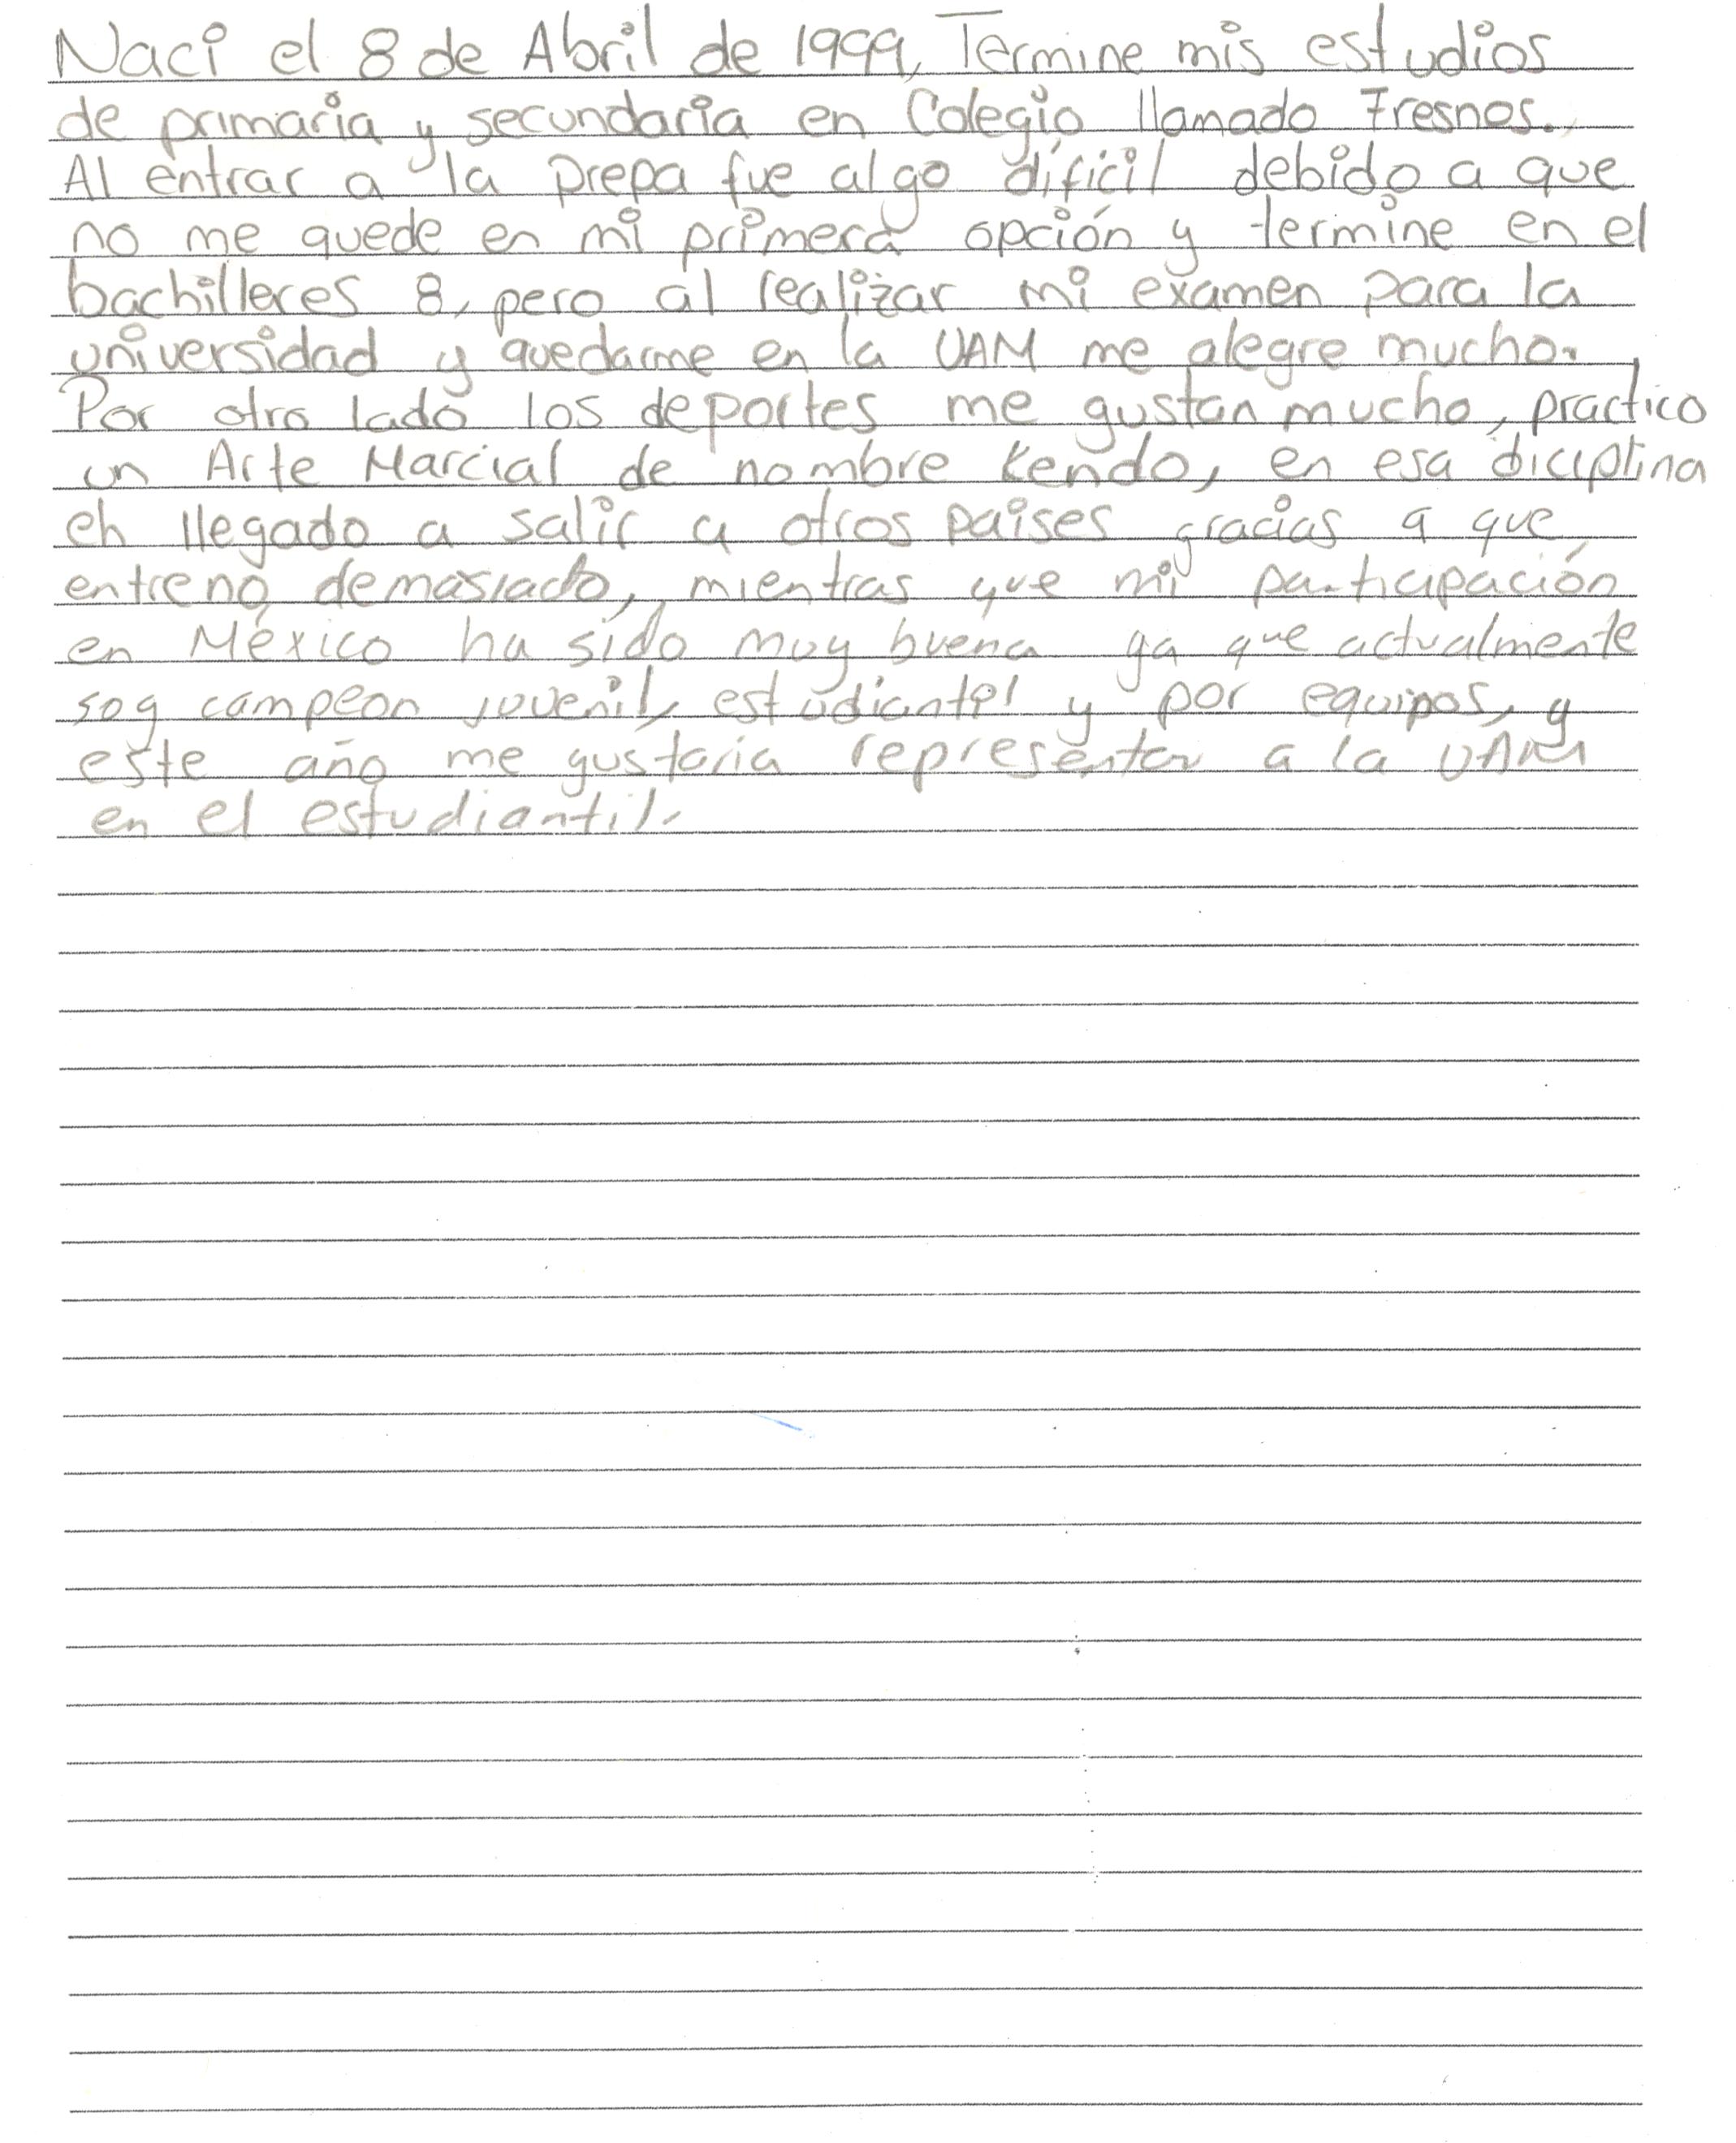 Naci el 8 de Abril de 1999, Termine mis estudios
de primaria y secundaria en Colegio llamado Fresnos.
Al entrar a la prepa fue algo díficil debido a que
no me quede en mi primera opción y termine en el
bachilleres 8, pero al realizar mi examen para la
universidad y quedarme en la UAM me alegre mucho.
Por otro lado los deportes me gustan mucho, practico
un Arte Marcial de nombre Kendo, en esa diciplina
eh llegado a salir a otros paises gracias a que
entreno demasiado, mientras que mi participación
en México ha sido muy buena ya que actualmente
soy campeon juvenil, estudiantil y por equipos, y
este año me gustaria representar a la UAM
en el estudiantil.